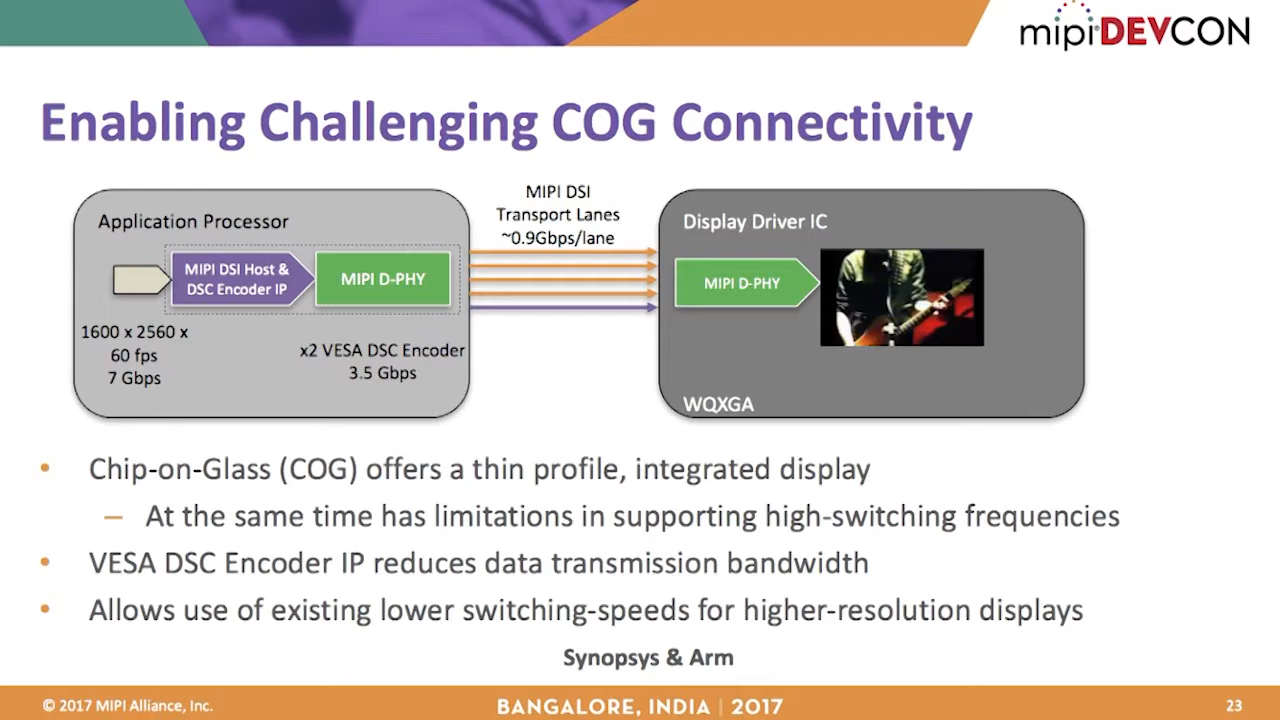 mipi DEVCON
Enabling Challenging COG Connectivity
Application Processor
MIPI DSI Host &
DSC Encoder IP
MIPI D-PHY
1600 x 2560 x
60 fps
7 Gbps
x2 VESA DSC Encoder
3.5 Gbps
MIPI DSI
Transport Lanes
~0.9Gbps/lane
Display Driver IC
MIPI D-PHY
WQXGA
• Chip-on-Glass (COG) offers a thin profile, integrated display
– At the same time has limitations in supporting high-switching frequencies
• VESA DSC Encoder IP reduces data transmission bandwidth
• Allows use of existing lower switching-speeds for higher-resolution displays
Synopsys & Arm
© 2017 MIPI Alliance, Inc.
BANGALORE, INDIA | 2017
23